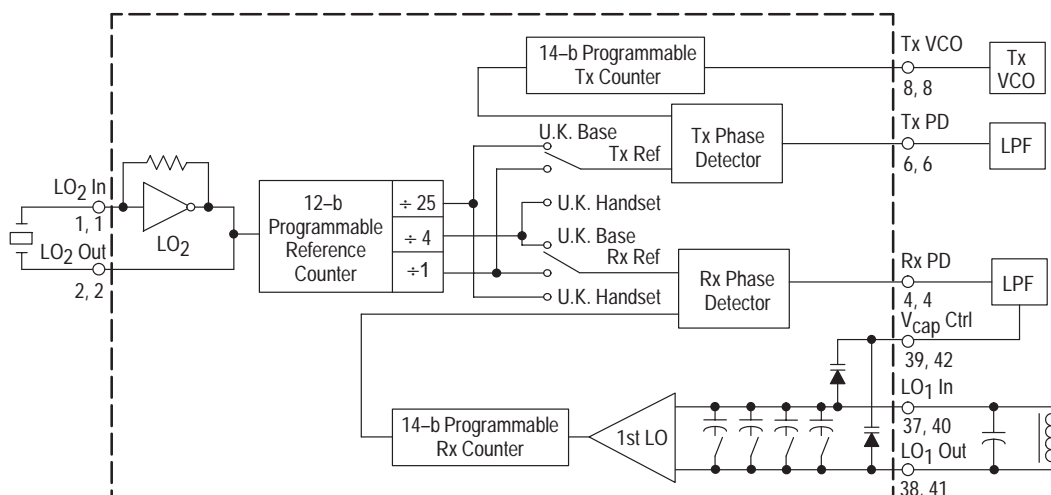 14–b Programmable
Tx Counter
Tx VCO
8, 8
Tx
VCO
U.K. Base
Tx Ref
Tx Phase
Detector
Tx PD
6, 6
LPF
LO2 In
1, 1
LO2 Out
2, 2
LO2
12–b
Programmable
Reference
Counter
÷ 25
÷ 4
÷1
U.K. Handset
U.K. Base
Rx Ref
U.K. Handset
Rx Phase
Detector
Rx PD
4, 4
LPF
Vcap Ctrl
39, 42
LO1 In
37, 40
LO1 Out
38, 41
14–b Programmable
Rx Counter
1st LO